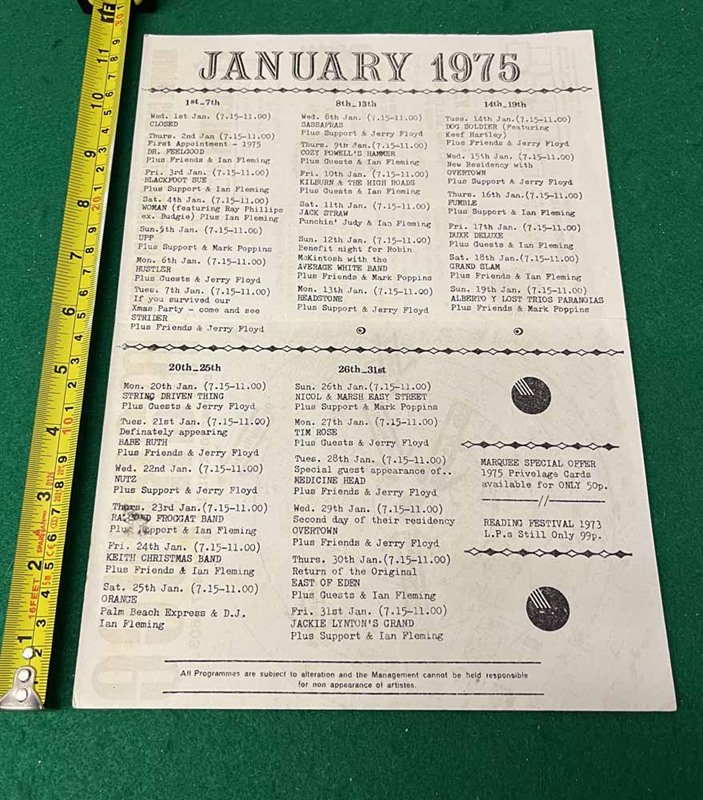 JANUARY 1975
1st_7th
Wed. 1st Jan. (7.15-11.00)
CLOSED
Thurs. 2nd Jan (7.15-11.00)
First Appointment - 1975
DR. FEELGOOD
Plus Friends & Ian Fleming
Fri. 3rd Jan. (7.15-11.00)
BLACKFOOT SUE
Plus Support & Ian Fleming
Sat. 4th Jan. (7.15-11.00)
WOMAN (featuring Ray Phillips
ex. Budgie) Plus Ian Fleming
Sun.5th Jan. (7.15-11.00)
UPP
Plus Support & Mark Poppins
Mon. 6th Jan. (7.15-11.00)
HUSTLER
Plus Guests & Jerry Floyd
Tues. 7th Jan. (7.15-11.00)
If you survived our
Xmas Party - come and see
STRIDER
Plus Friends & Jerry Floyd
8th_13th
Wed. 8th Jan. (7.15-11.00)
SASSAFRAS
Plus Support & Jerry Floyd
Thurs. 9th Jan.(7.15-11.00)
COZY POWELL'S HAMMER
Plus Guests & Ian Fleming
Fri. 10th Jan. (7.15-11.00)
KILBURN & THE HIGH ROADS
Plus Guests & Ian Fleming
Sat. 11th Jan. (7.15-11.00)
JACK STRAW
Punchin' Judy & Ian Fleming
Sun. 12th Jan. (7.15-11.00)
Benefit night for Robin
McKintosh with the
AVERAGE WHITE BAND
Plus Friends & Mark Poppins
Mon. 13th Jan. (7.15-11.00)
HEADSTONE
Plus Support & Jerry Floyd
14th_19th
Tues. 14th Jan.(7.15-11.00)
DOG SOLDIER (Featuring
Keef Hartley)
Plus Friends & Jerry Floyd
Wed. 15th Jan. (7.15-11.00)
New Residency with
OVERTOWN
Plus Support & Jerry Floyd
Thurs. 16th Jan.(7.15-11.00)
FUMBLE
Plus Support & Ian Fleming
Fri. 17th Jan. (7.15-11.00)
DUKE DELUXE
Plus Guests & Ian Fleming
Sat. 18th Jan. (7.15-11.00)
GRAND SLAM
Plus Friends & Ian Fleming
Sun. 19th Jan. (7.15-11.00)
ALBERTO Y LOST TRIOS PARANOIAS
Plus Friends & Mark Poppins
20th_25th
Mon. 20th Jan. (7.15-11.00)
STRING DRIVEN THING
Plus Guests & Jerry Floyd
Tues. 21st Jan. (7.15-11.00)
Definately appearing
BABE RUTH
Plus Friends & Jerry Floyd
Wed. 22nd Jan. (7.15-11.00)
NUTZ
Plus Support & Jerry Floyd
Thurs. 23rd Jan. (7.15-11.00)
FROGGAT BAND
Plus Support & Ian Fleming
Fri. 24th Jan. (7.15-11.00)
KEITH CHRISTMAS BAND
Plus Friends & Ian Fleming
Sat. 25th Jan. (7.15-11.00)
ORANGE
Palm Beach Express & D.J.
Ian Fleming
26th_31st
Sun. 26th Jan.(7.15-11.00)
NICOL & MARSH EASY STREET
Plus Support & Mark Poppins
Mon. 27th Jan. (7.15-11.00)
TIM ROSE
Plus Guests & Jerry Floyd
Tues. 28th Jan. (7.15-11.00)
Special guest appearance of..
MEDICINE HEAD
Plus Friends & Jerry Floyd
Wed. 29th Jan. (7.15-11.00)
Second day of their residency
OVERTOWN
Plus Friends & Jerry Floyd
Thurs. 30th Jan.(7.15-11.00)
Return of the Original
EAST OF EDEN
Plus Guests & Ian Fleming
Fri. 31st Jan. (7.15-11.00)
JACKIE LYNTON'S GRAND
Plus Support & Ian Fleming
MARQUEE SPECIAL OFFER
1975 Privelage Cards
available for ONLY 50p.
READING FESTIVAL 1973
L.P.s Still Only 99p.
All Programmes are subject to alteration and the Management cannot be held responsible
for non appearance of artistes.